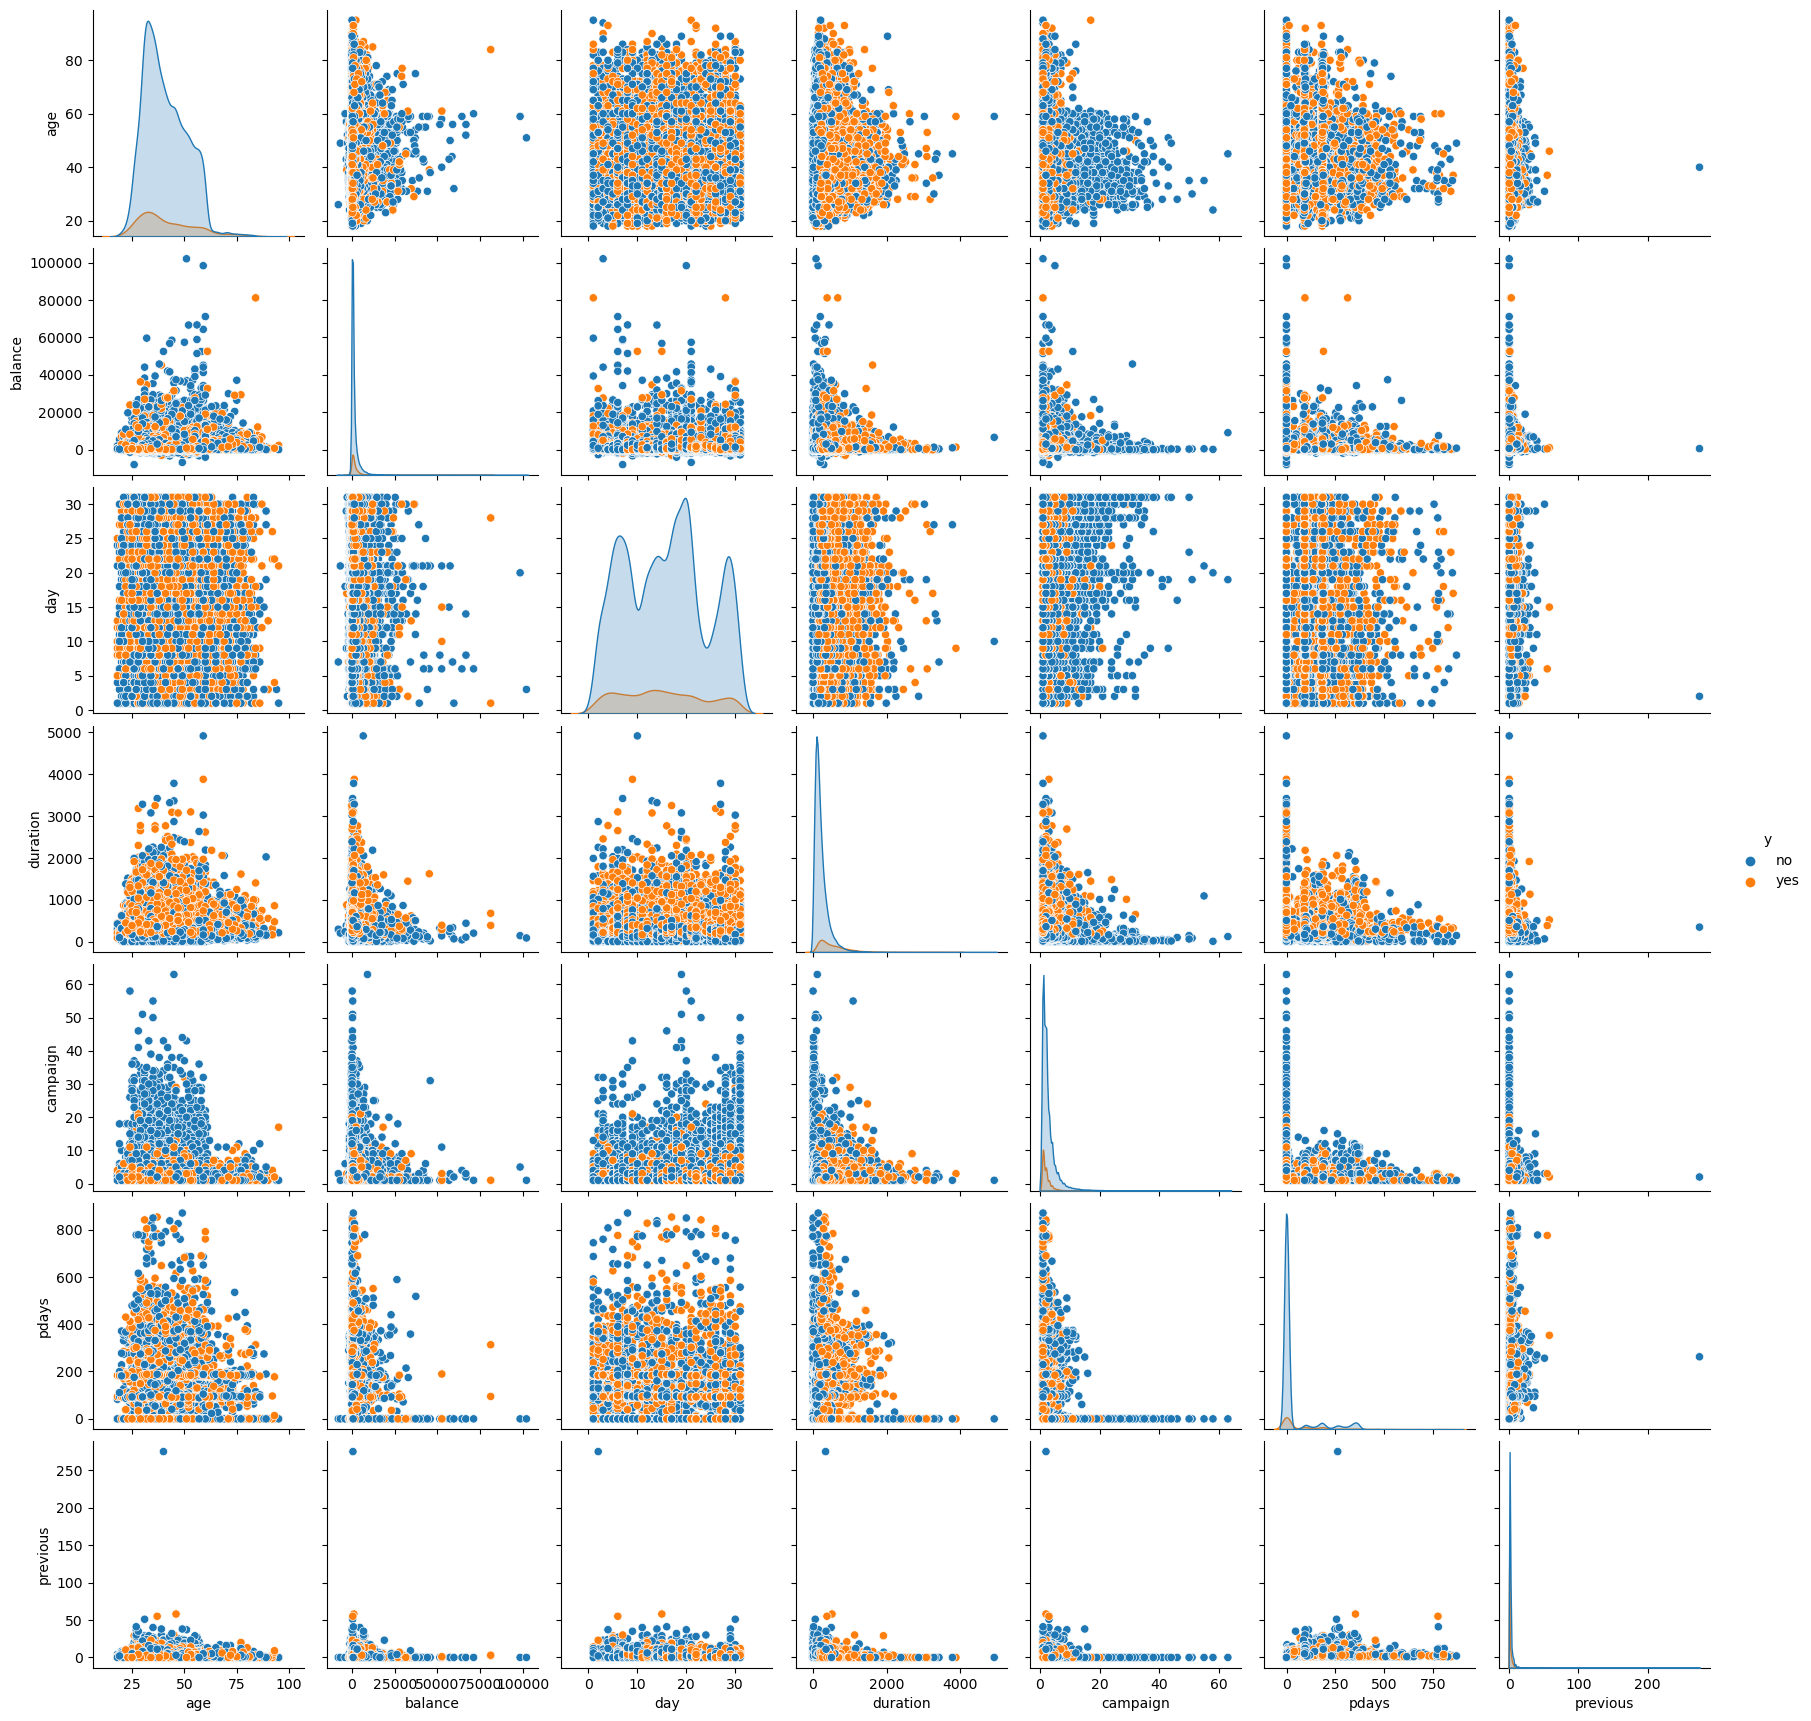 80
60
40
20
age
100000
80000
60000
40000
20000
0
balance
30
25
20
15
10
5
0
day
5000
4000
3000
2000
1000
0
duration
y
no
yes
60
50
40
30
20
10
0
campaign
800
600
400
200
0
pdays
250
200
150
100
50
0
previous
25 50 75 100
0 25000 50000 75000 100000
0 10 20 30
0 2000 4000
0 20 40 60
0 250 500 750
0 100 200
age balance day duration campaign pdays previous